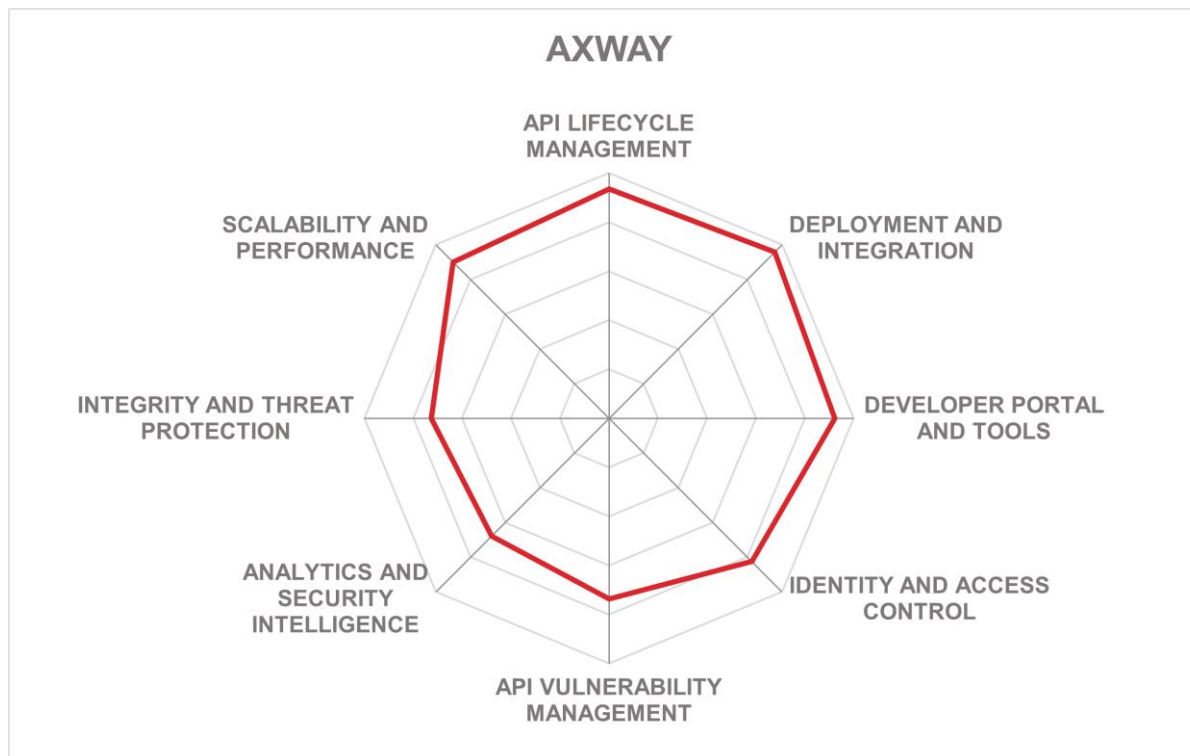 AXWAY
API LIFECYCLE
MANAGEMENT
DEPLOYMENT AND
INTEGRATION
DEVELOPER PORTAL
AND TOOLS
IDENTITY AND ACCESS
CONTROL
API VULNERABILITY
MANAGEMENT
ANALYTICS AND
SECURITY
INTELLIGENCE
INTEGRITY AND THREAT
PROTECTION
SCALABILITY AND
PERFORMANCE